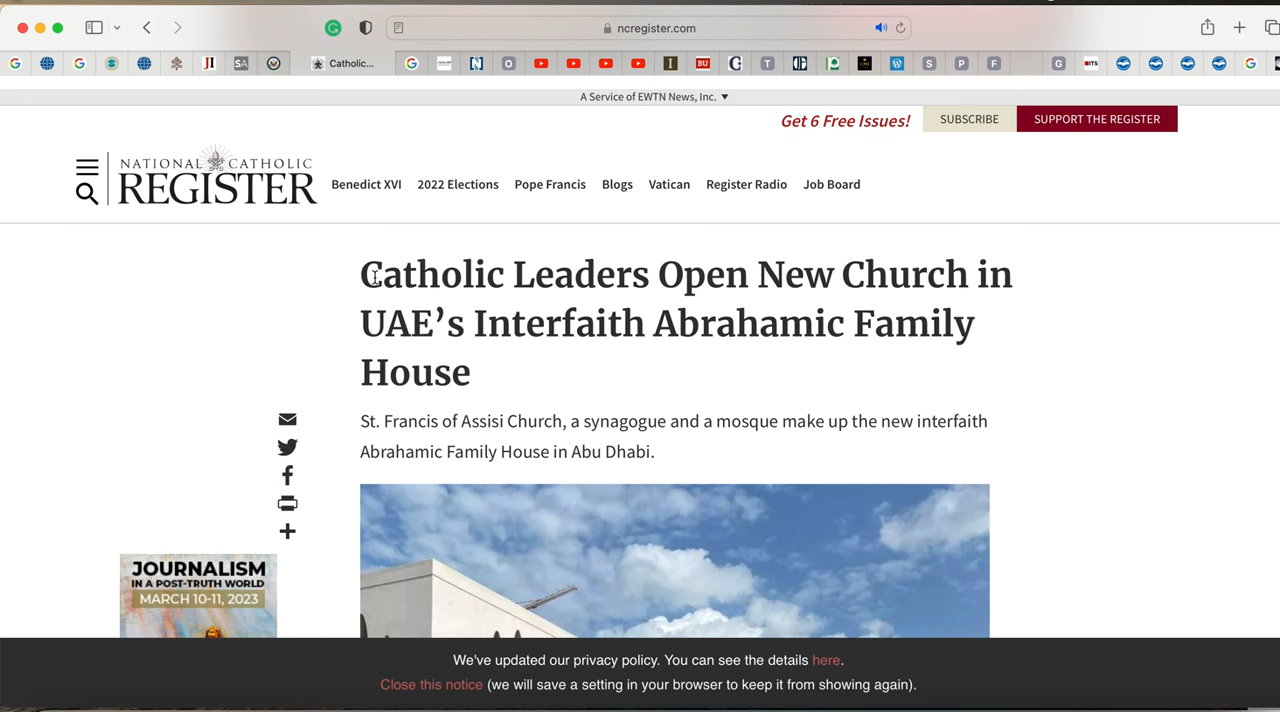 ncregister.com
JI
SA
Catholic...
N
O
I
BU
G
T
S
P
F
G
A Service of EWTN News, Inc. ▼
Get 6 Free Issues!
SUBSCRIBE
SUPPORT THE REGISTER
NATIONAL CATHOLIC
REGISTER
Benedict XVI 2022 Elections Pope Francis Blogs Vatican Register Radio Job Board
Catholic Leaders Open New Church in
UAE’s Interfaith Abrahamic Family
House
St. Francis of Assisi Church, a synagogue and a mosque make up the new interfaith
Abrahamic Family House in Abu Dhabi.
JOURNALISM
IN A POST-TRUTH WORLD
MARCH 10-11, 2023
We've updated our privacy policy. You can see the details here.
Close this notice (we will save a setting in your browser to keep it from showing again).